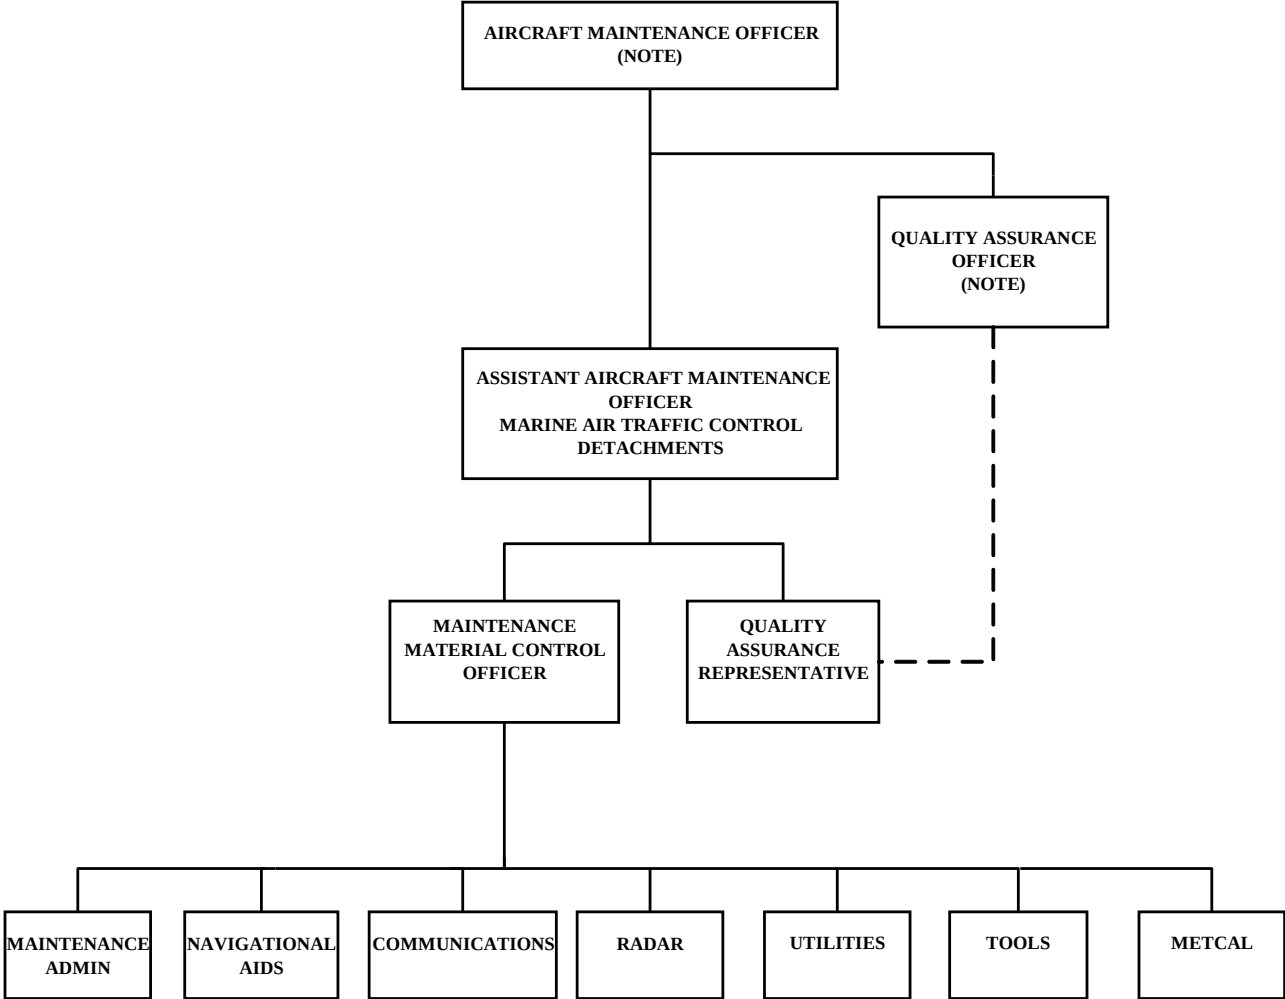 AIRCRAFT MAINTENANCE OFFICER
(NOTE)
QUALITY ASSURANCE
OFFICER
(NOTE)
ASSISTANT AIRCRAFT MAINTENANCE
OFFICER
MARINE AIR TRAFFIC CONTROL
DETACHMENTS
MAINTENANCE
MATERIAL CONTROL
OFFICER
QUALITY
ASSURANCE
REPRESENTATIVE
MAINTENANCE
ADMIN
NAVIGATIONAL
AIDS
COMMUNICATIONS
RADAR
UTILITIES
TOOLS
METCAL